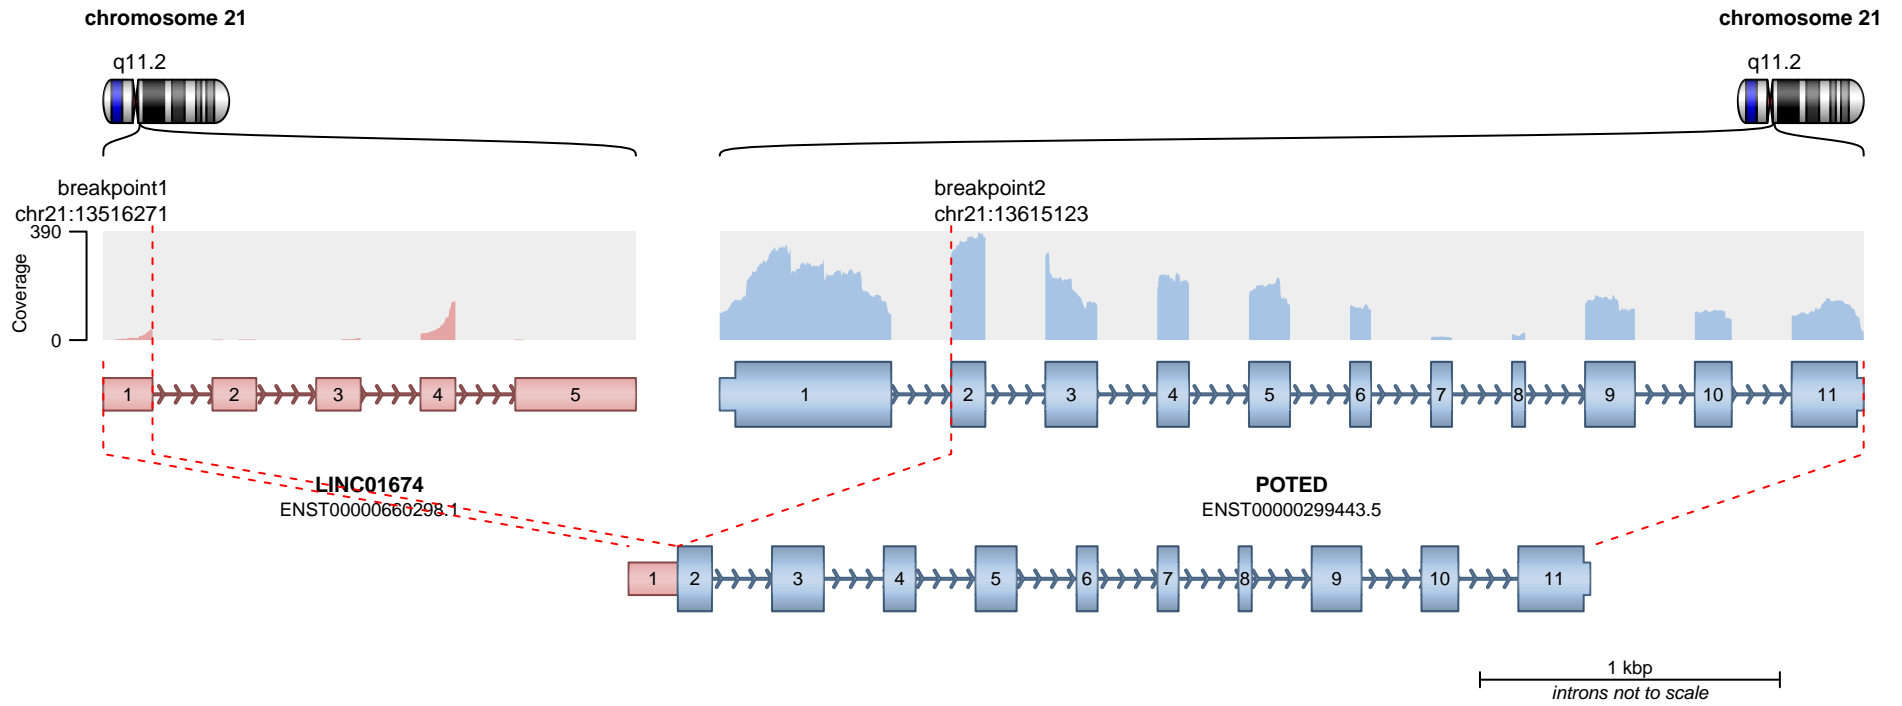 chromosome 21
chromosome 21
q11.2
q11.2
breakpoint1
chr21:13516271
breakpoint2
chr21:13615123
390
Coverage
0
1 2 3 4 5
1 2 3 4 5 6 7 8 9 10 11
LINC01674
ENST00000660298.1
POTED
ENST00000299443.5
1 2 3 4 5 6 7 8 9 10 11
1 kbp
introns not to scale